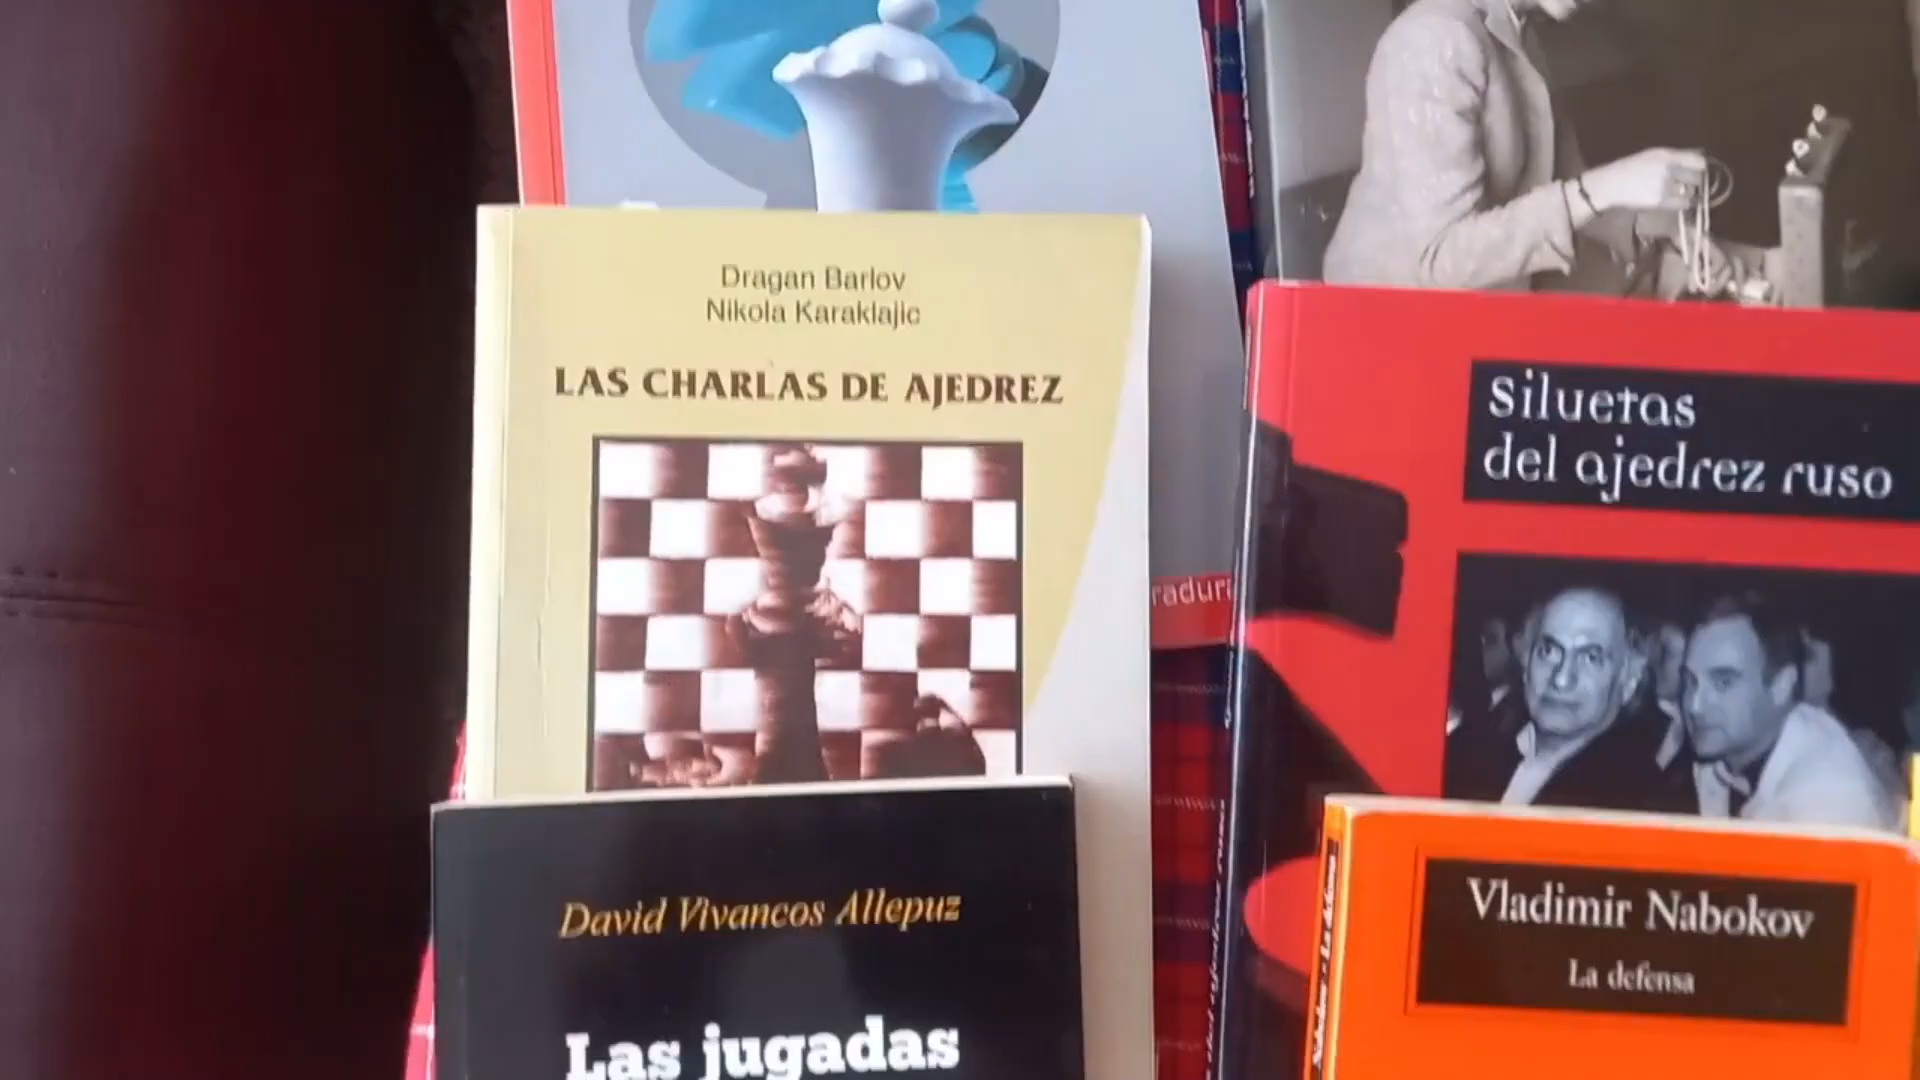 Dragan Barlov
Nikola Karaklajic
LAS CHARLAS DE AJEDREZ
Siluetas
del ajedrez ruso
David Vivancos Allepuz
Las jugadas
Vladimir Nabokov
La defensa